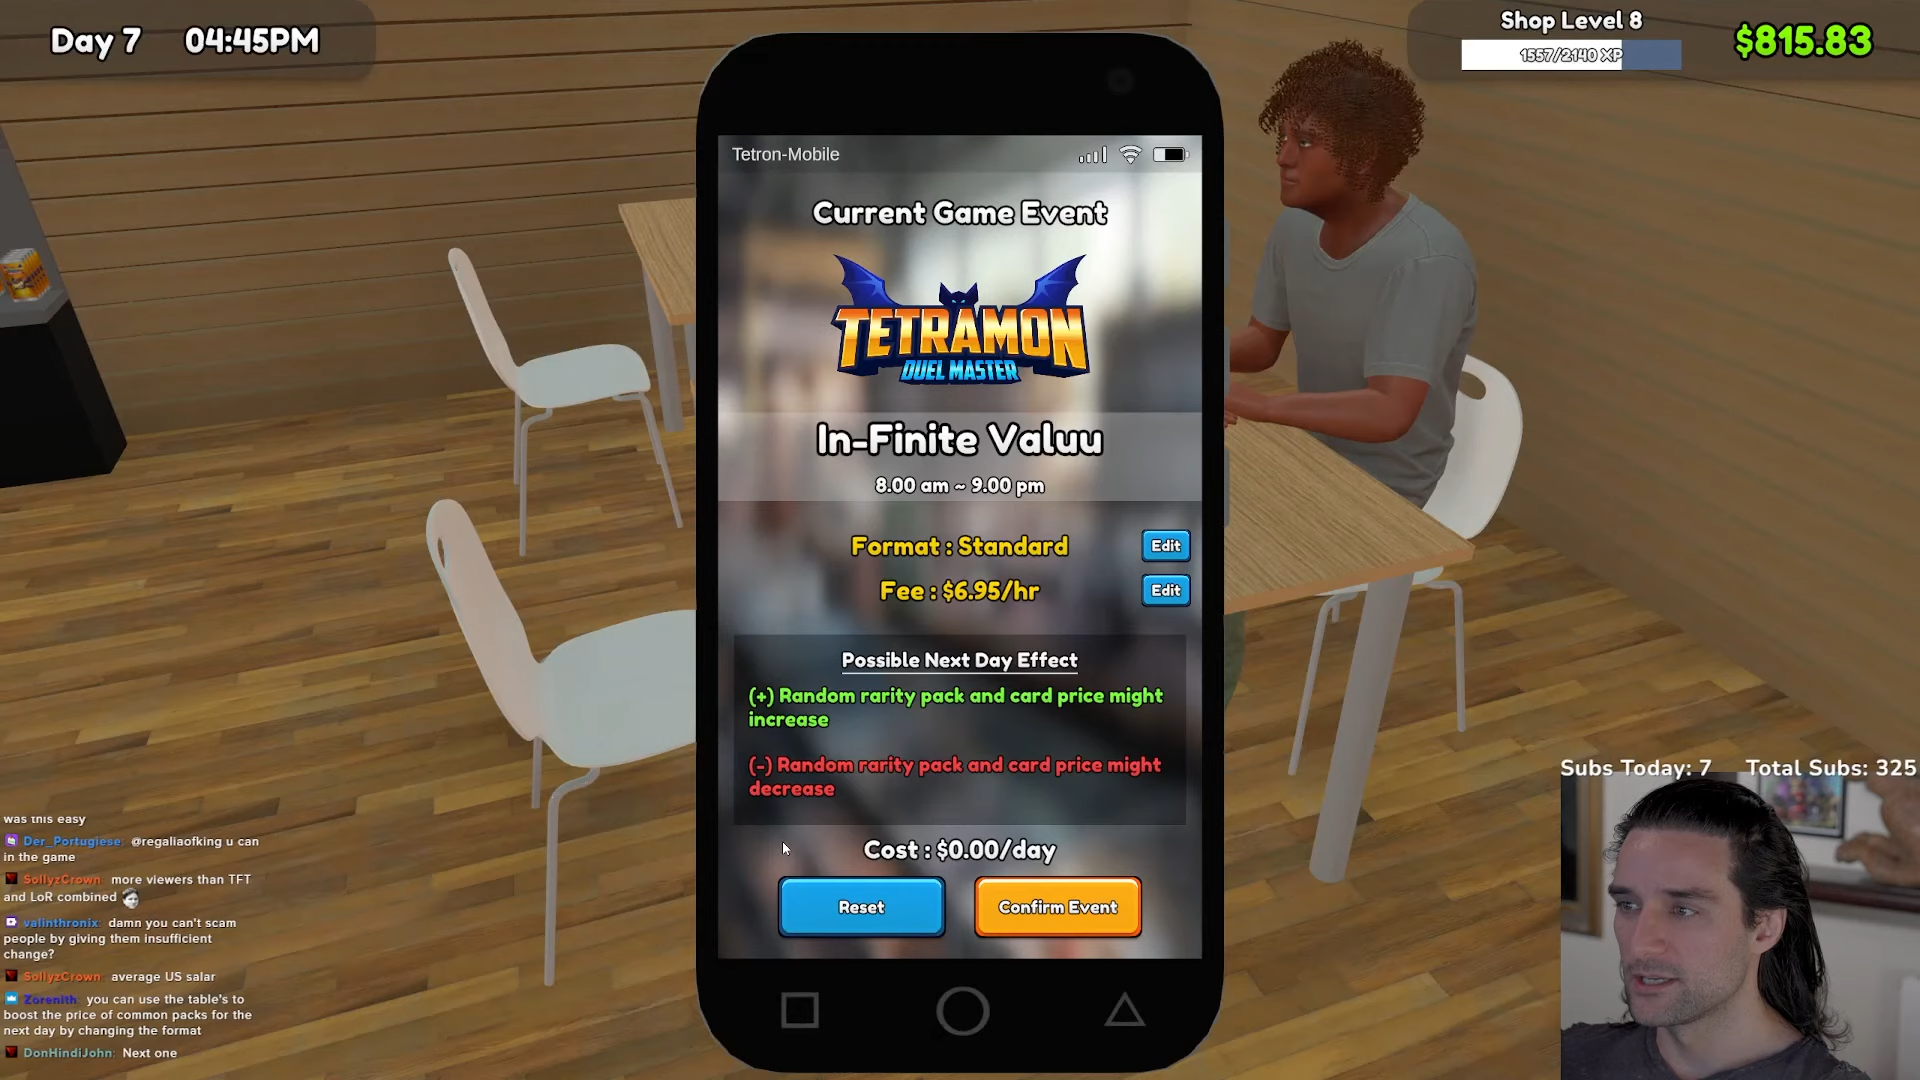 Day 7 04:45PM
Shop Level 8
1557/2140 XP
$815.83
Tetron-Mobile
Current Game Event
TETRAMON
DUEL MASTER
In-Finite Valuu
8.00 am ~ 9.00 pm
Format : Standard
Edit
Fee : $6.95/hr
Edit
Possible Next Day Effect
(+) Random rarity pack and card price might
increase
(-) Random rarity pack and card price might
decrease
Cost : $0.00/day
Reset
Confirm Event
Subs Today: 7 Total Subs: 325
was this easy
Der_Portugiese: @regaliaofking u can
in the game
SollyzCrown: more viewers than TFT
and LoR combined
valinthronix: damn you can't scam
people by giving them insufficient
change?
SollyzCrown: average US salar
Zorenith: you can use the table's to
boost the price of common packs for the
next day by changing the format
DonHindiJohn: Next one